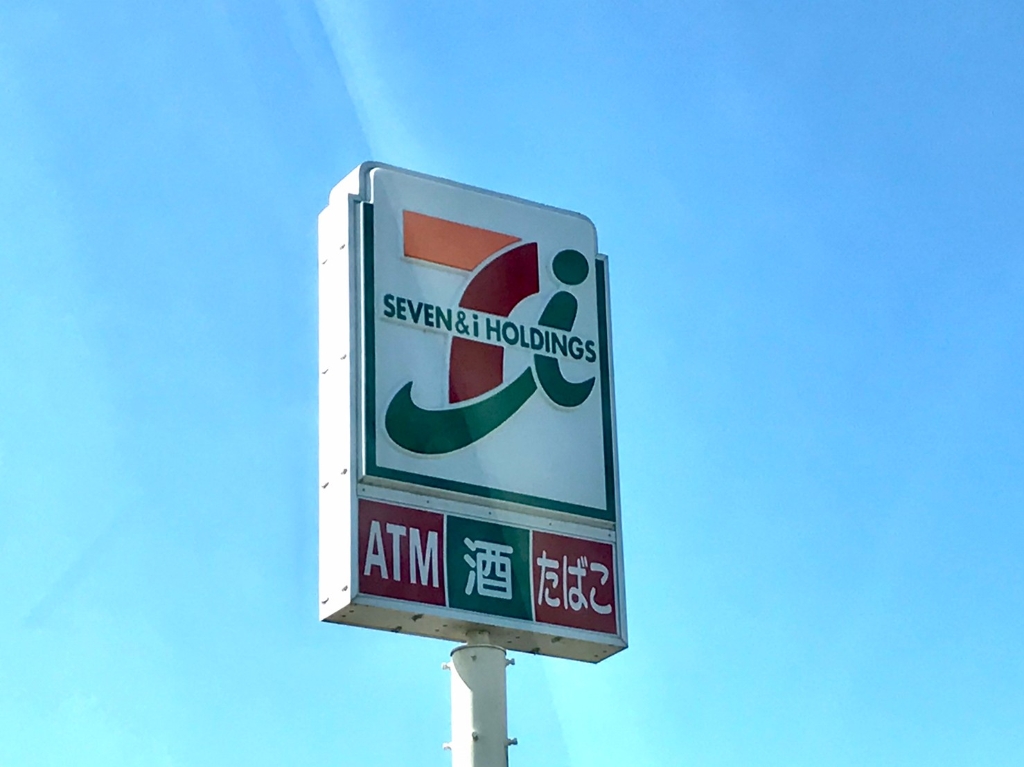 SEVEN&i HOLDINGS
ATM 酒 たばこ